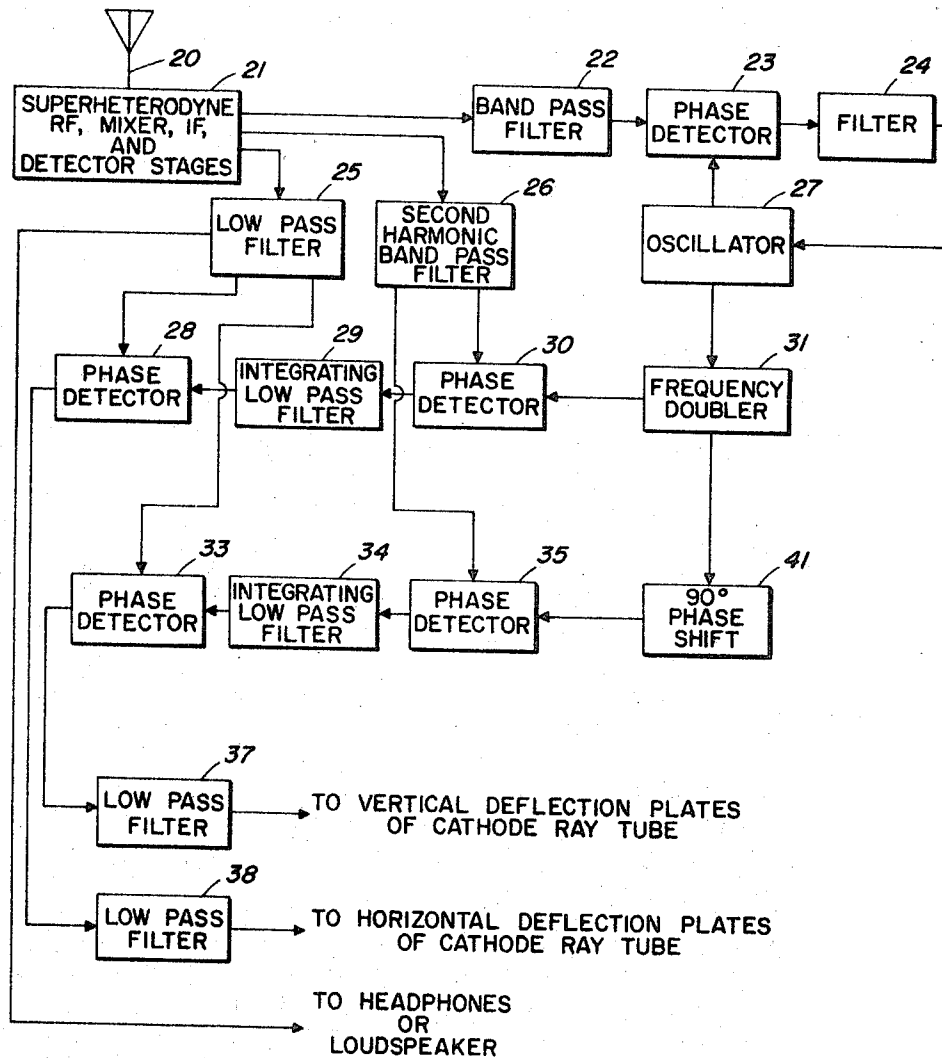 20
21
SUPERHETERODYNE
RF, MIXER, IF,
AND
DETECTOR STAGES
22
BAND PASS
FILTER
23
PHASE
DETECTOR
24
FILTER
25
LOW PASS
FILTER
26
SECOND
HARMONIC
BAND PASS
FILTER
27
OSCILLATOR
28
PHASE
DETECTOR
29
INTEGRATING
LOW PASS
FILTER
30
PHASE
DETECTOR
31
FREQUENCY
DOUBLER
33
PHASE
DETECTOR
34
INTEGRATING
LOW PASS
FILTER
35
PHASE
DETECTOR
41
90°
PHASE
SHIFT
37
LOW PASS
FILTER
TO VERTICAL DEFLECTION PLATES
OF CATHODE RAY TUBE
38
LOW PASS
FILTER
TO HORIZONTAL DEFLECTION PLATES
OF CATHODE RAY TUBE
TO HEADPHONES
OR
LOUDSPEAKER